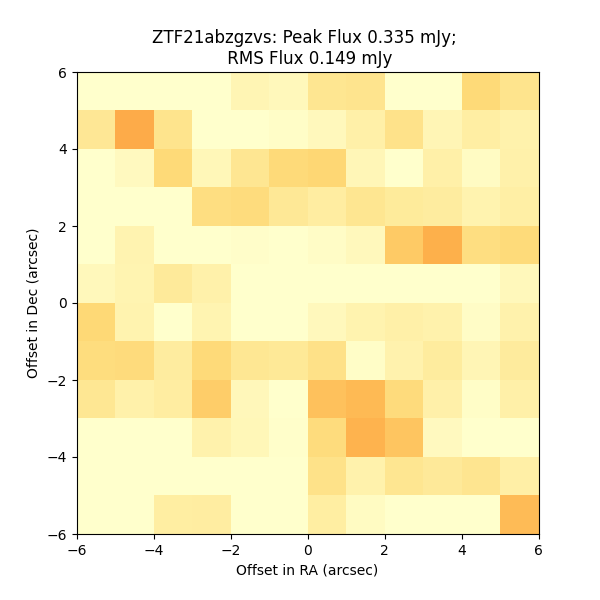 ZTF21abzgzvs: Peak Flux 0.335 mJy;
RMS Flux 0.149 mJy
6
4
2
0
−2
−4
−6
Offset in Dec (arcsec)
−6 −4 −2 0 2 4 6
Offset in RA (arcsec)